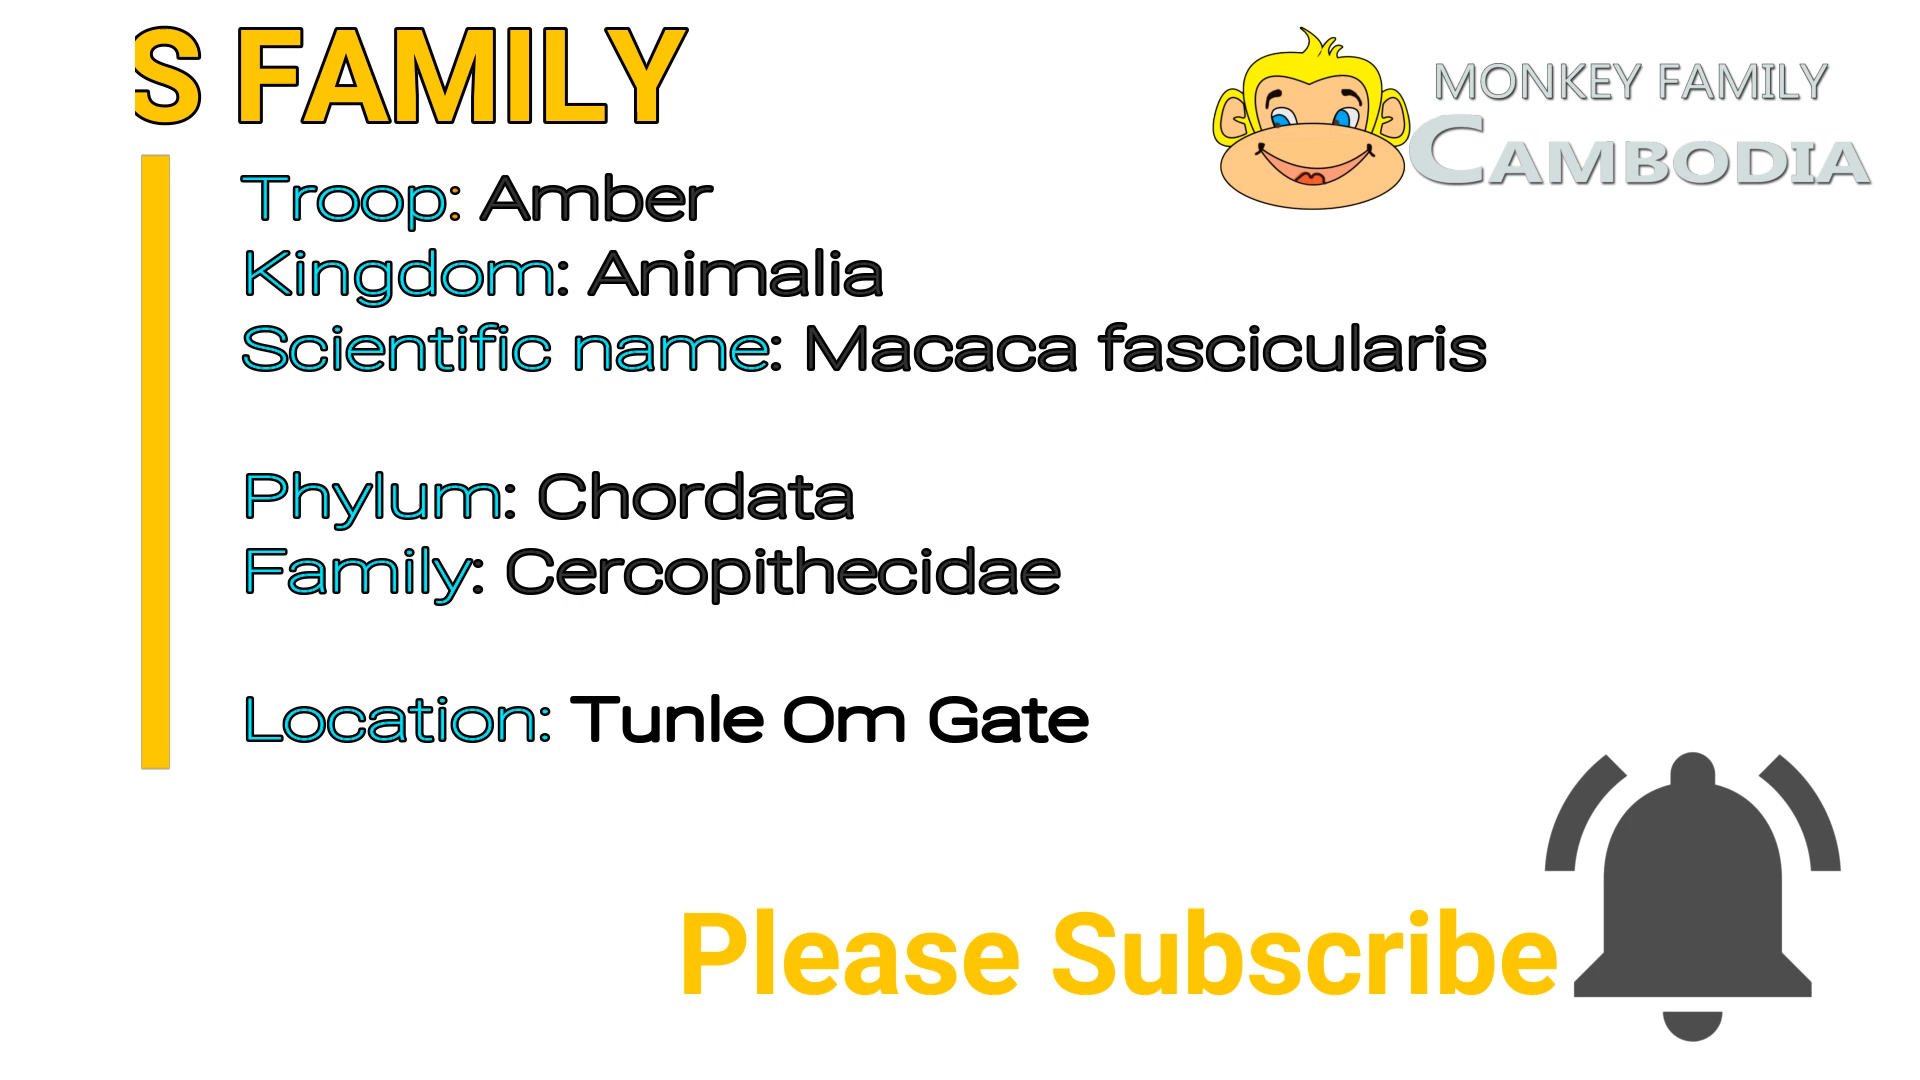 S FAMILY
MONKEY FAMILY
CAMBODIA
Troop: Amber
Kingdom: Animalia
Scientific name: Macaca fascicularis
Phylum: Chordata
Family: Cercopithecidae
Location: Tunle Om Gate
Please Subscribe